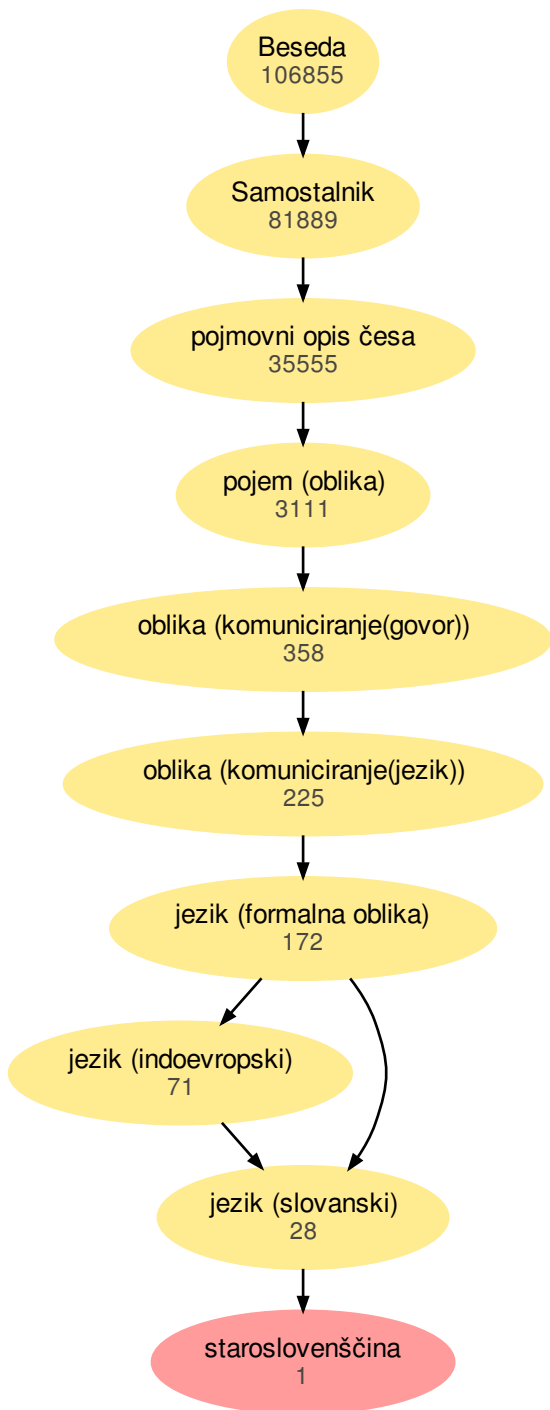 Beseda
106855
Samostalnik
81889
pojmovni opis česa
35555
pojem (oblika)
3111
oblika (komuniciranje(govor))
358
oblika (komuniciranje(jezik))
225
jezik (formalna oblika)
172
jezik (indoevropski)
71
jezik (slovanski)
28
staroslovenščina
1